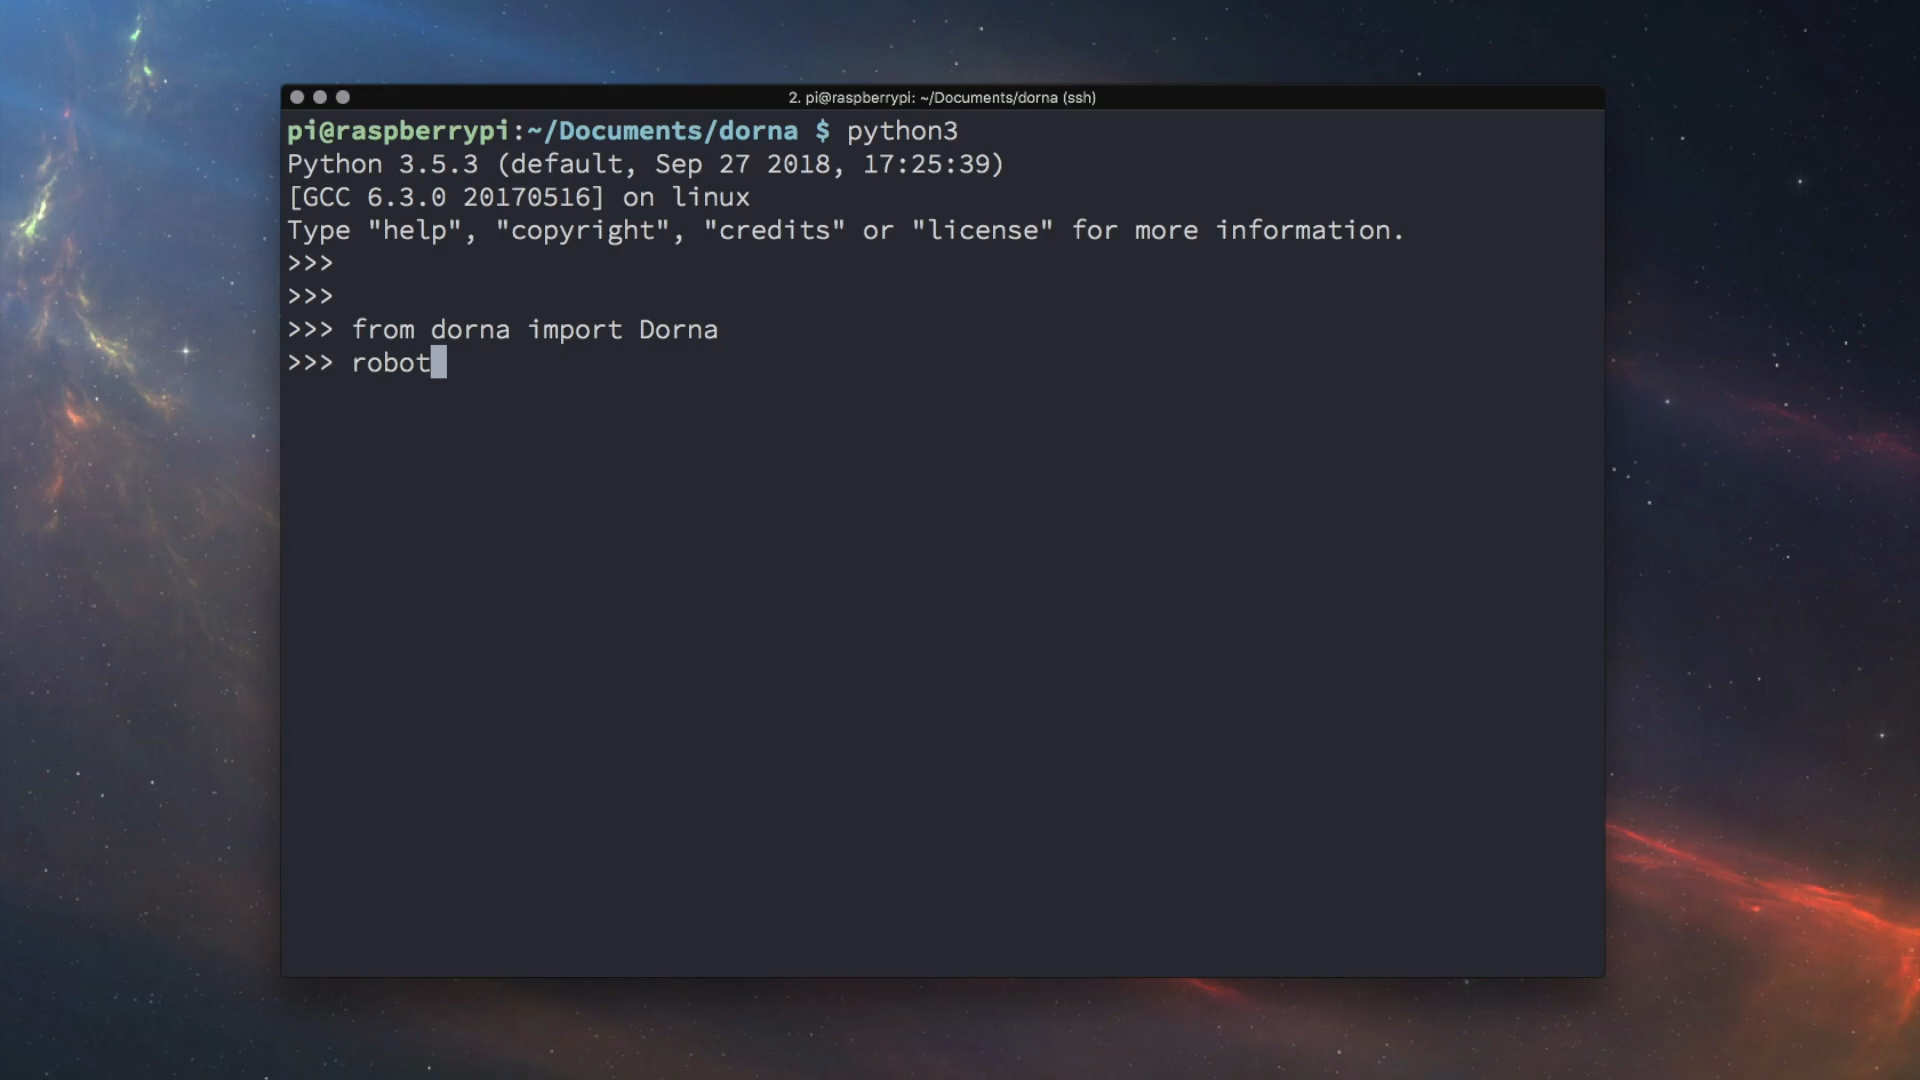 2. pi@raspberrypi: ~/Documents/dorna (ssh)
pi@raspberrypi:~/Documents/dorna $ python3
Python 3.5.3 (default, Sep 27 2018, 17:25:39)
[GCC 6.3.0 20170516] on linux
Type "help", "copyright", "credits" or "license" for more information.
>>>
>>>
>>> from dorna import Dorna
>>> robot